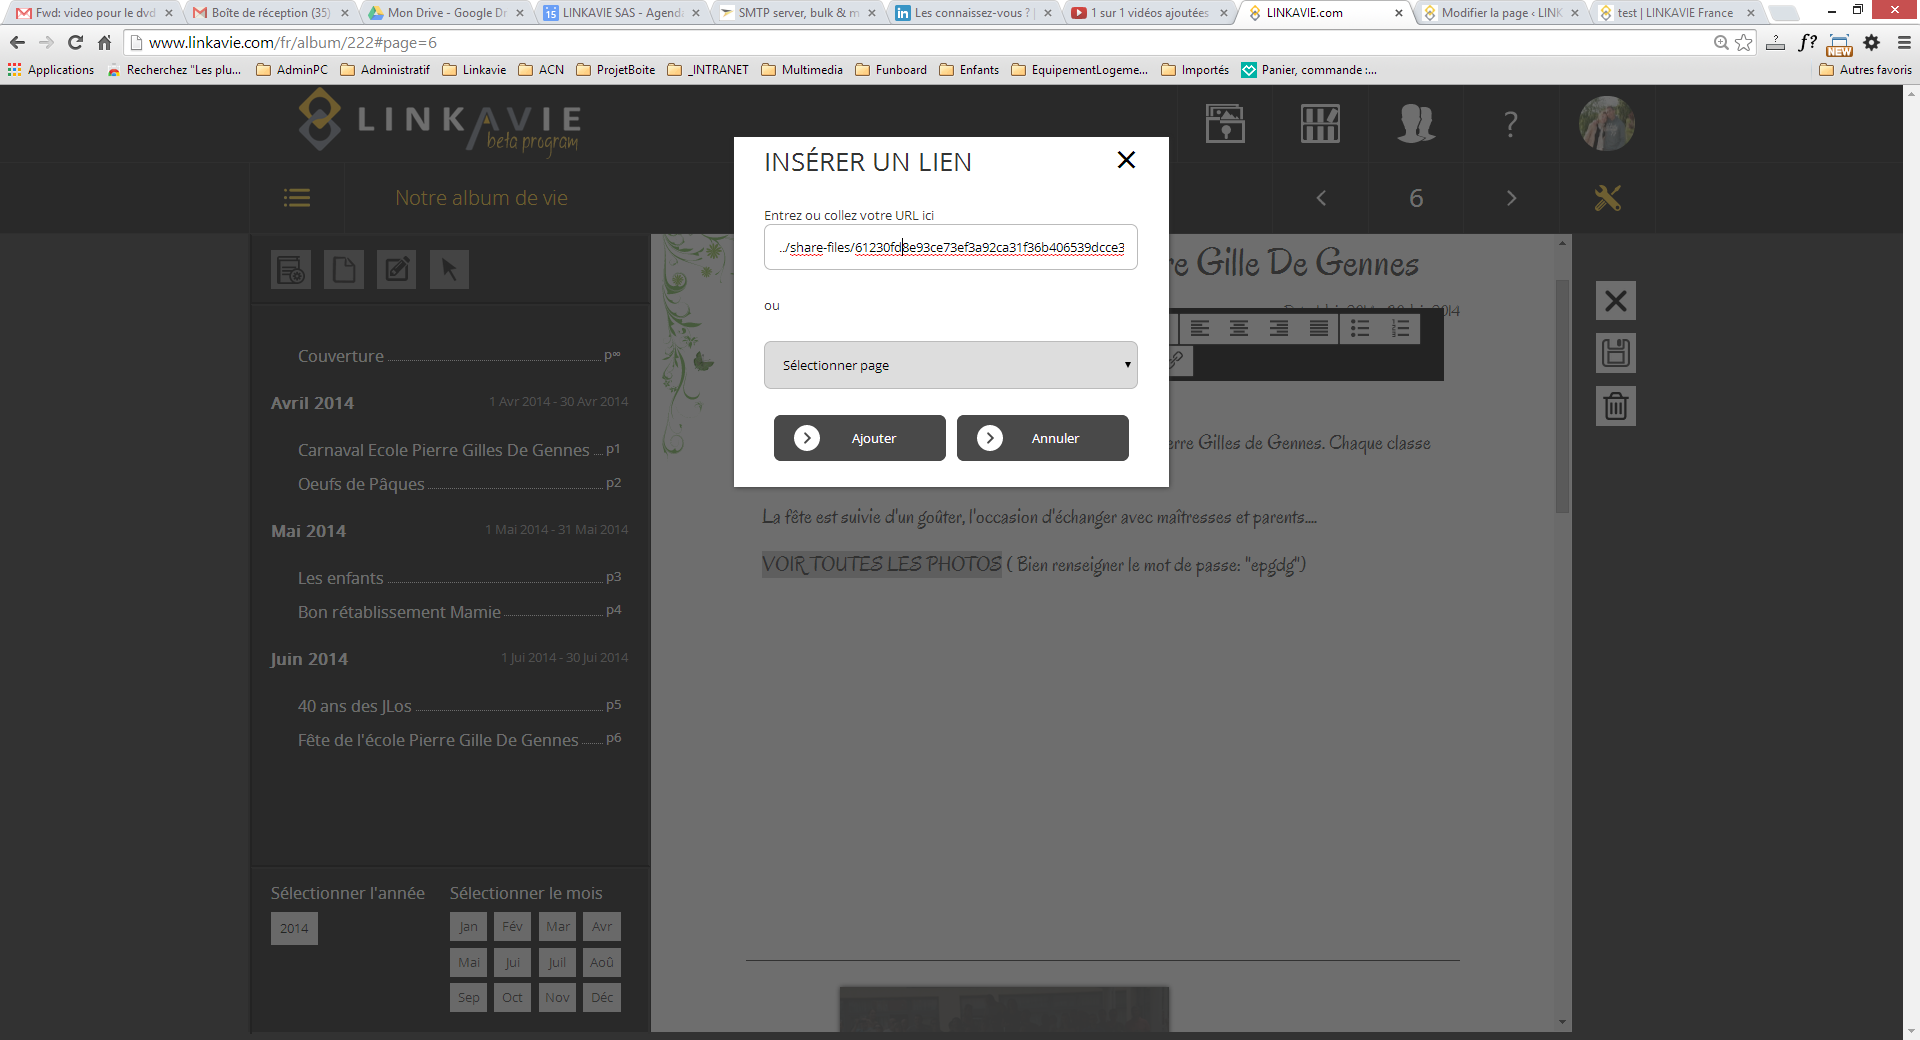 Fwd: video pour le dvd
Boîte de réception (35)
Mon Drive - Google Dr
LINKAVIE SAS - Agenda
SMTP server, bulk & m
Les connaissez-vous ? |
1 sur 1 vidéos ajoutées
LINKAVIE.com
Modifier la page ‹ LINK
test | LINKAVIE France
www.linkavie.com/fr/album/222#page=6
f?
NEW
Applications
Recherchez "Les plu...
AdminPC
Administratif
Linkavie
ACN
ProjetBoite
_INTRANET
Multimedia
Funboard
Enfants
EquipementLogeme...
Importés
Panier, commande :...
Autres favoris
LINKAVIE
beta program
?
Notre album de vie
6
INSÉRER UN LIEN
Entrez ou collez votre URL ici
../share-files/61230fd8e93ce73ef3a92ca31f36b406539dcce3
ou
Sélectionner page
Ajouter
Annuler
Couverture p∞
Avril 2014 1 Avr 2014 - 30 Avr 2014
Carnaval Ecole Pierre Gilles De Gennes p1
Oeufs de Pâques p2
Mai 2014 1 Mai 2014 - 31 Mai 2014
Les enfants p3
Bon rétablissement Mamie p4
Juin 2014 1 Jui 2014 - 30 Jui 2014
40 ans des JLos p5
Fête de l'école Pierre Gille De Gennes p6
Sélectionner l'année
2014
Sélectionner le mois
Jan Fév Mar Avr
Mai Jui Juil Aoû
Sep Oct Nov Déc
re Gille De Gennes
2014
erre Gilles de Gennes. Chaque classe
La fête est suivie d'un goûter, l'occasion d'échanger avec maîtresses et parents....
VOIR TOUTES LES PHOTOS ( Bien renseigner le mot de passe: "epgdg")